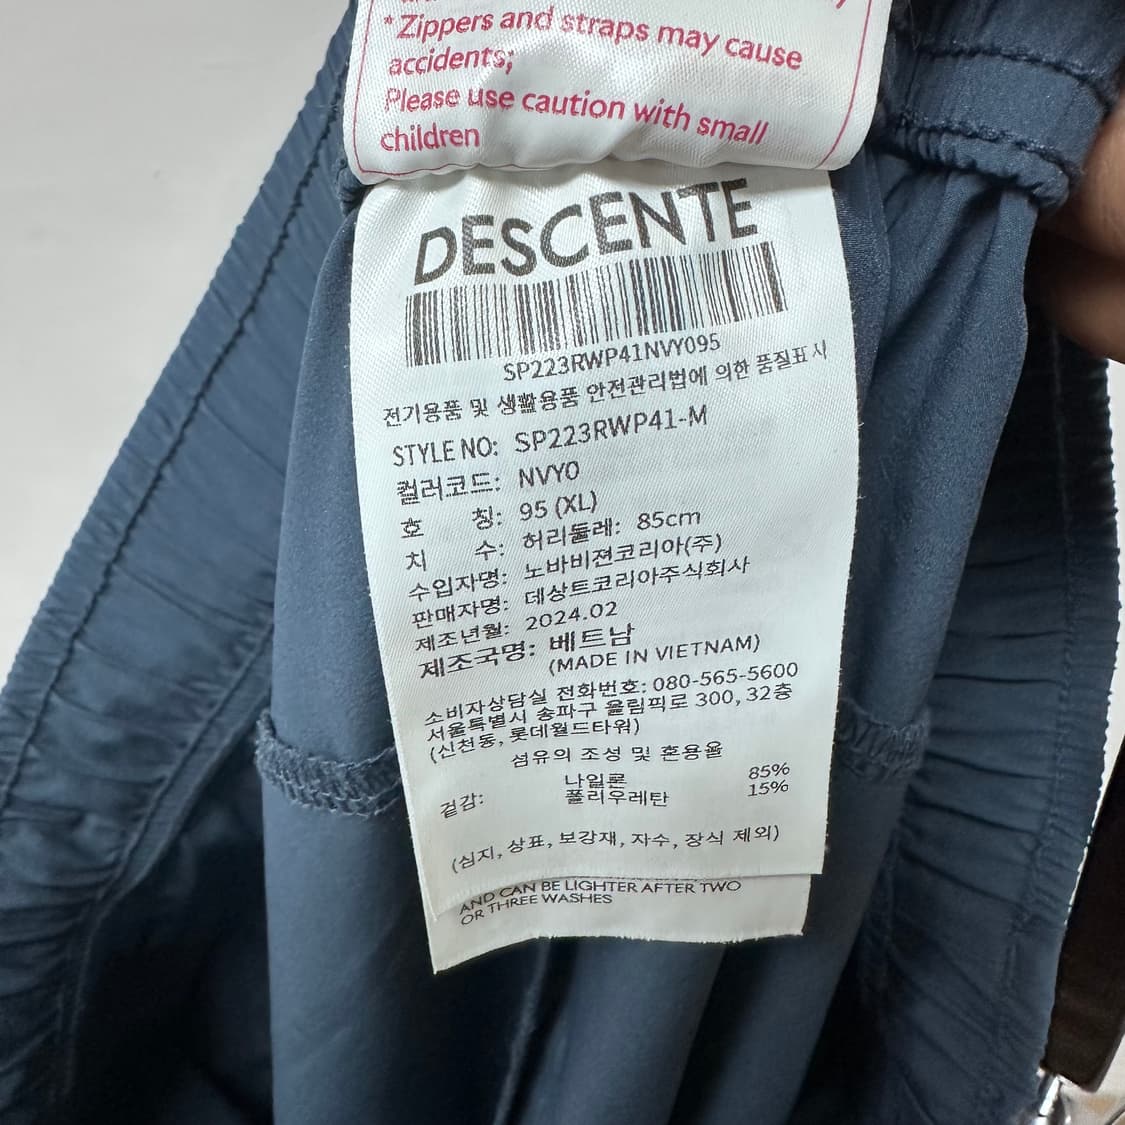 * Zippers and straps may cause
accidents;
Please use caution with small
children
DESCENTE
SP223RWP41NVY095
전기용품 및 생활용품 안전관리법에 의한 품질표시
STYLE NO: SP223RWP41-M
컬러코드: NVY0
호 칭: 95 (XL)
치 수: 허리둘레: 85cm
수입자명: 노바비젼코리아(주)
판매자명: 데상트코리아주식회사
제조년월: 2024.02
제조국명: 베트남
(MADE IN VIETNAM)
소비자상담실 전화번호: 080-565-5600
서울특별시 송파구 올림픽로 300, 32층
(신천동, 롯데월드타워)
섬유의 조성 및 혼용율
겉감: 나일론 85%
폴리우레탄 15%
(심지, 상표, 보강재, 자수, 장식 제외)
AND CAN BE LIGHTER AFTER TWO
OR THREE WASHES